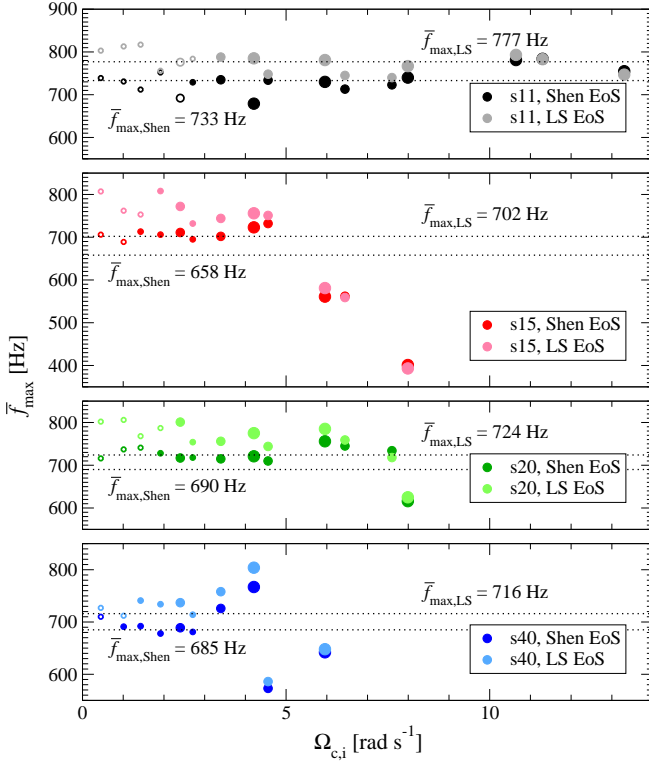 900
800
700
600
f̄max,LS = 777 Hz
f̄max,Shen = 733 Hz
s11, Shen EoS
s11, LS EoS
800
700
600
500
400
f̄max,LS = 702 Hz
f̄max,Shen = 658 Hz
s15, Shen EoS
s15, LS EoS
f̄max [Hz]
800
700
600
f̄max,LS = 724 Hz
f̄max,Shen = 690 Hz
s20, Shen EoS
s20, LS EoS
800
700
600
f̄max,LS = 716 Hz
f̄max,Shen = 685 Hz
s40, Shen EoS
s40, LS EoS
0 5 10
Ωc,i [rad s⁻¹]